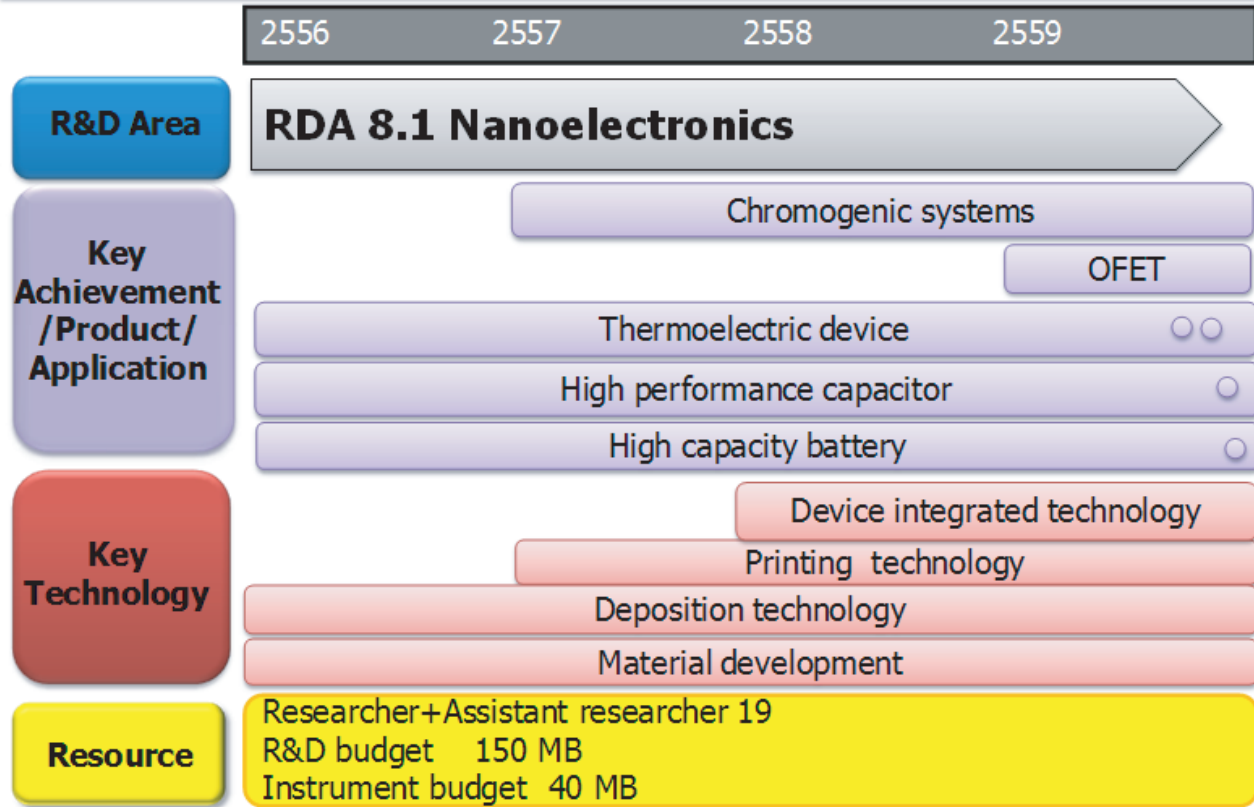 2556 2557 2558 2559
R&D Area
RDA 8.1 Nanoelectronics
Key
Achievement
/Product/
Application
Chromogenic systems
OFET
Thermoelectric device
High performance capacitor
High capacity battery
Key
Technology
Device integrated technology
Printing technology
Deposition technology
Material development
Resource
Researcher+Assistant researcher 19
R&D budget 150 MB
Instrument budget 40 MB